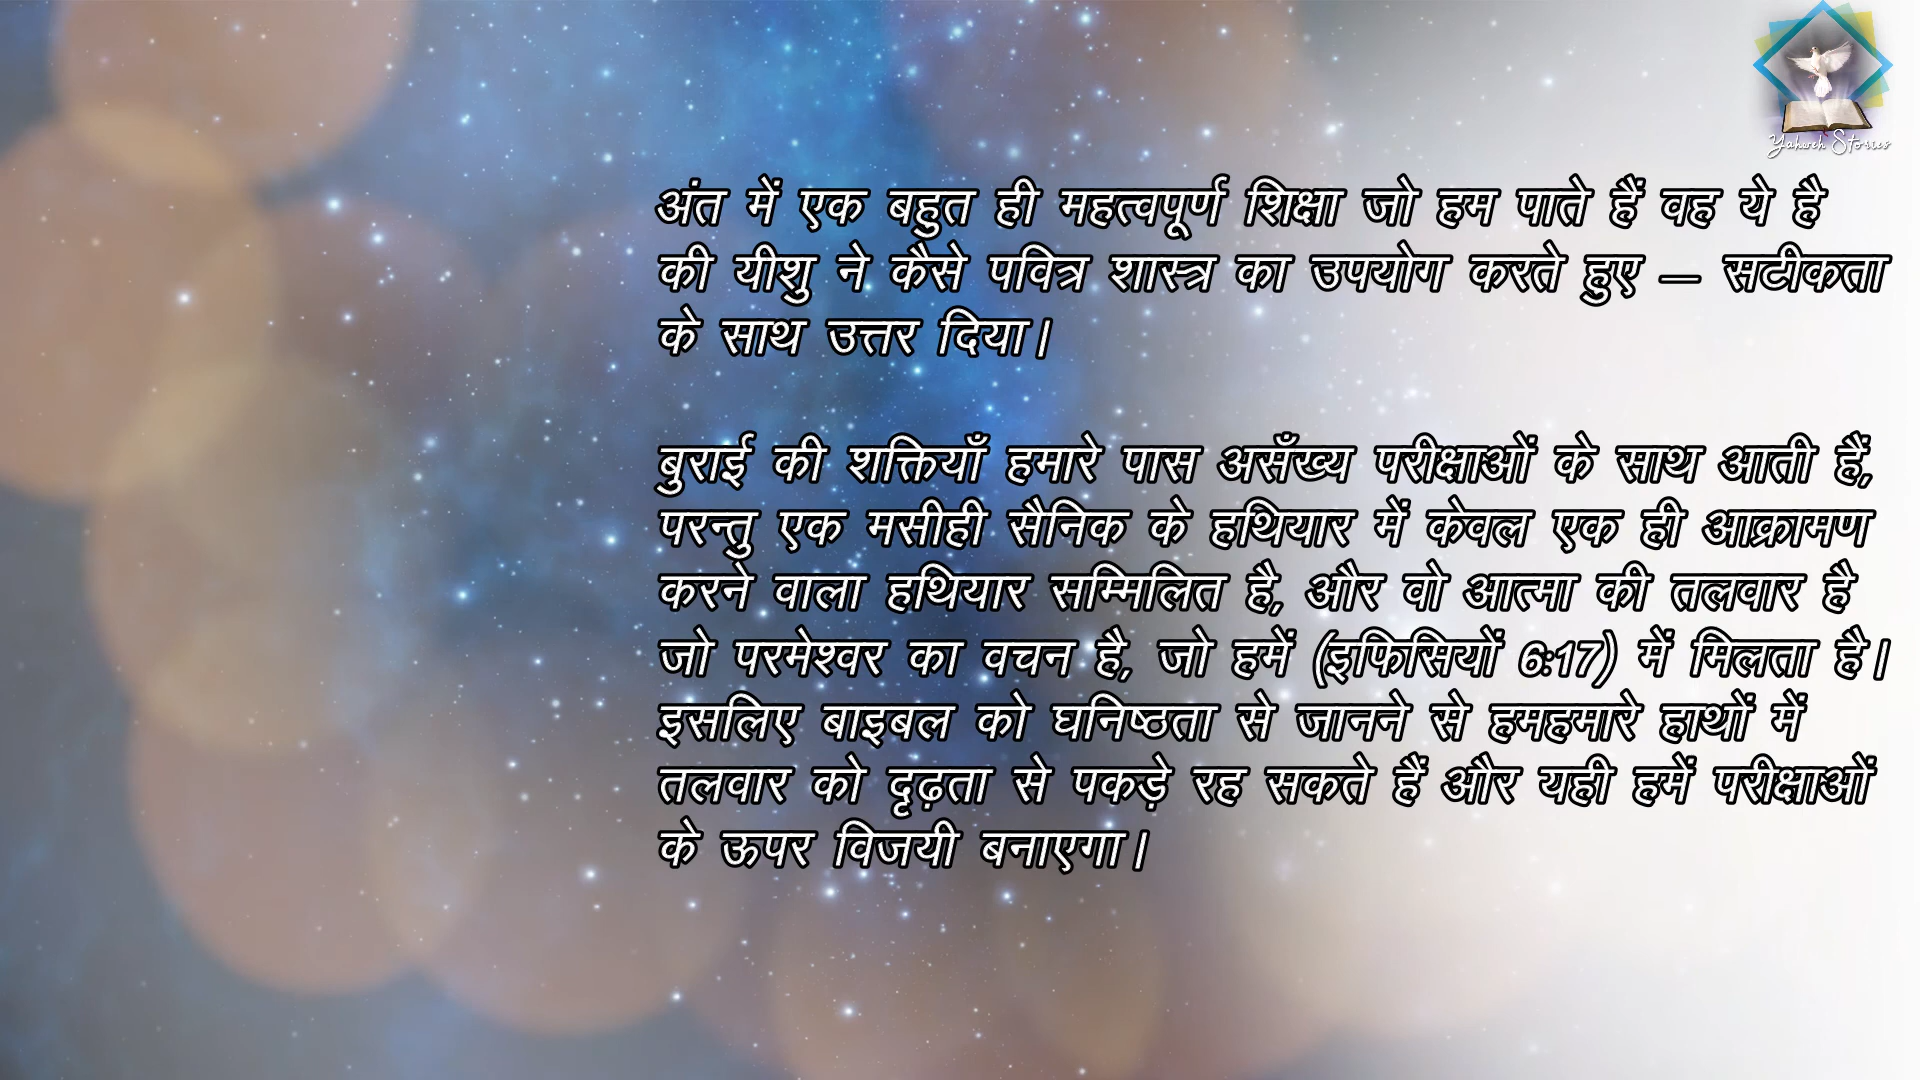 Yahweh Stories
अंत में एक बहुत ही महत्वपूर्ण शिक्षा जो हम पाते हैं वह ये है
की यीशु ने कैसे पवित्र शास्त्र का उपयोग करते हुए – सटीकता
के साथ उत्तर दिया।
बुराई की शक्तियाँ हमारे पास असँख्य परीक्षाओं के साथ आती हैं,
परन्तु एक मसीही सैनिक के हथियार में केवल एक ही आक्रामण
करने वाला हथियार सम्मिलित है, और वो आत्मा की तलवार है
जो परमेश्वर का वचन है, जो हमें (इफिसियों 6:17) में मिलता है।
इसलिए बाइबल को घनिष्ठता से जानने से हमहमारे हाथों में
तलवार को दृढ़ता से पकड़े रह सकते हैं और यही हमें परीक्षाओं
के ऊपर विजयी बनाएगा।